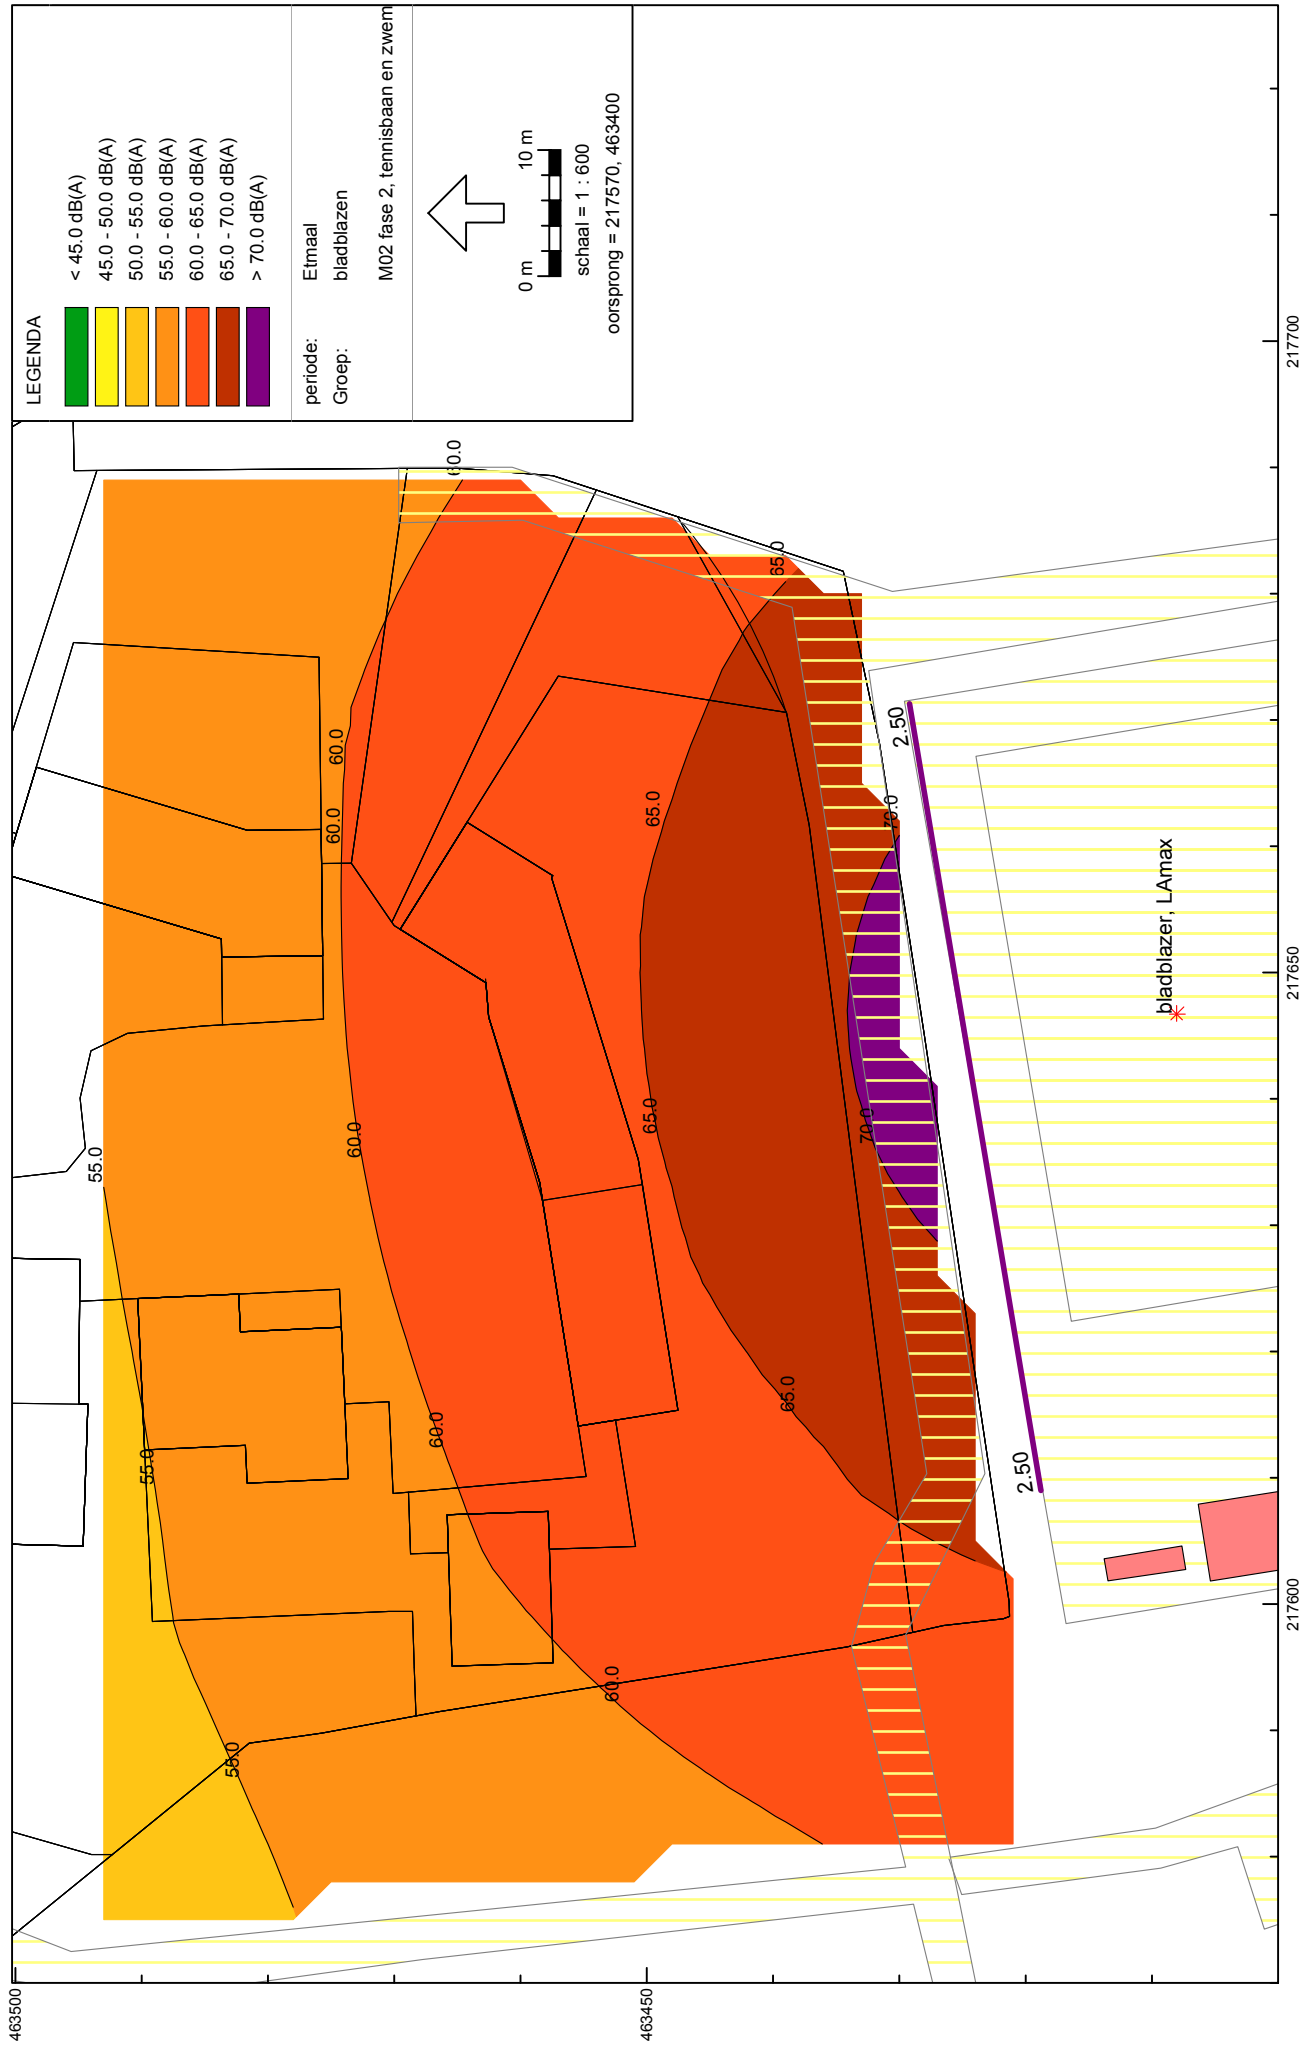 LEGENDA
< 45.0 dB(A)
45.0 - 50.0 dB(A)
50.0 - 55.0 dB(A)
55.0 - 60.0 dB(A)
60.0 - 65.0 dB(A)
65.0 - 70.0 dB(A)
> 70.0 dB(A)
periode: Etmaal
Groep: bladblazen
M02 fase 2, tennisbaan en zwem
0 m 10 m
schaal = 1 : 600
oorsprong = 217570, 463400
55.0
55.0
55.0
60.0
60.0
60.0
60.0
60.0
60.0
65.0
65.0
65.0
65.0
70.0
70.0
2.50
2.50
bladblazer, LAmax
463500
463450
217600
217650
217700